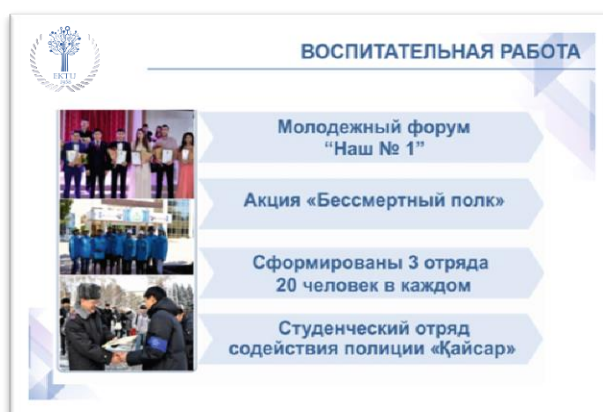 EKTU
ВОСПИТАТЕЛЬНАЯ РАБОТА
Молодежный форум
“Наш № 1”
Акция «Бессмертный полк»
Сформированы 3 отряда
20 человек в каждом
Студенческий отряд
содействия полиции «Қайсар»